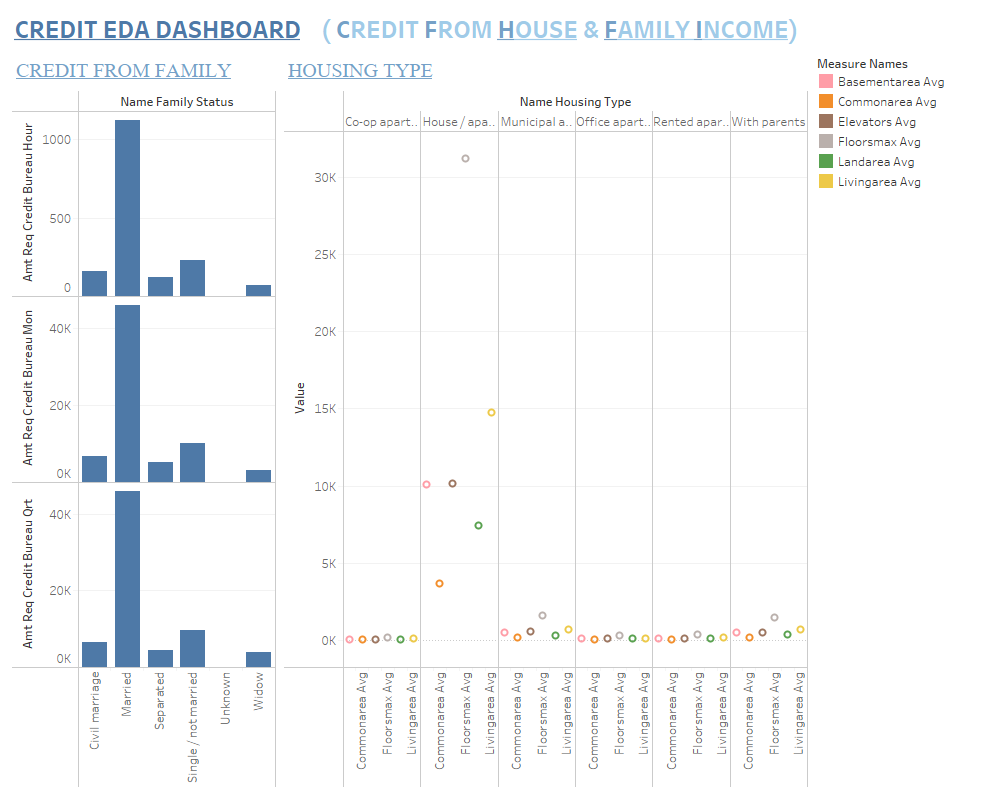 CREDIT EDA DASHBOARD ( CREDIT FROM HOUSE & FAMILY INCOME)
CREDIT FROM FAMILY
Name Family Status
Amt Req Credit Bureau Hour
1000
500
0
Amt Req Credit Bureau Mon
40K
20K
0K
Amt Req Credit Bureau Qrt
40K
20K
0K
Civil marriage
Married
Separated
Single / not married
Unknown
Widow
HOUSING TYPE
Name Housing Type
Co-op apart.. House / apa.. Municipal a.. Office apart.. Rented apar.. With parents
Value
30K
25K
20K
15K
10K
5K
0K
Commonarea Avg
Floorsmax Avg
Livingarea Avg
Commonarea Avg
Floorsmax Avg
Livingarea Avg
Commonarea Avg
Floorsmax Avg
Livingarea Avg
Commonarea Avg
Floorsmax Avg
Livingarea Avg
Commonarea Avg
Floorsmax Avg
Livingarea Avg
Commonarea Avg
Floorsmax Avg
Livingarea Avg
Measure Names
Basementarea Avg
Commonarea Avg
Elevators Avg
Floorsmax Avg
Landarea Avg
Livingarea Avg